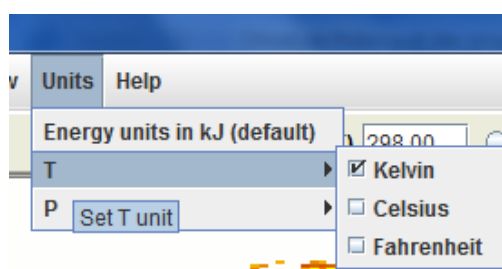 Units Help
Energy units in kJ (default)
298.00
T
Kelvin
P
Set T unit
Celsius
Fahrenheit